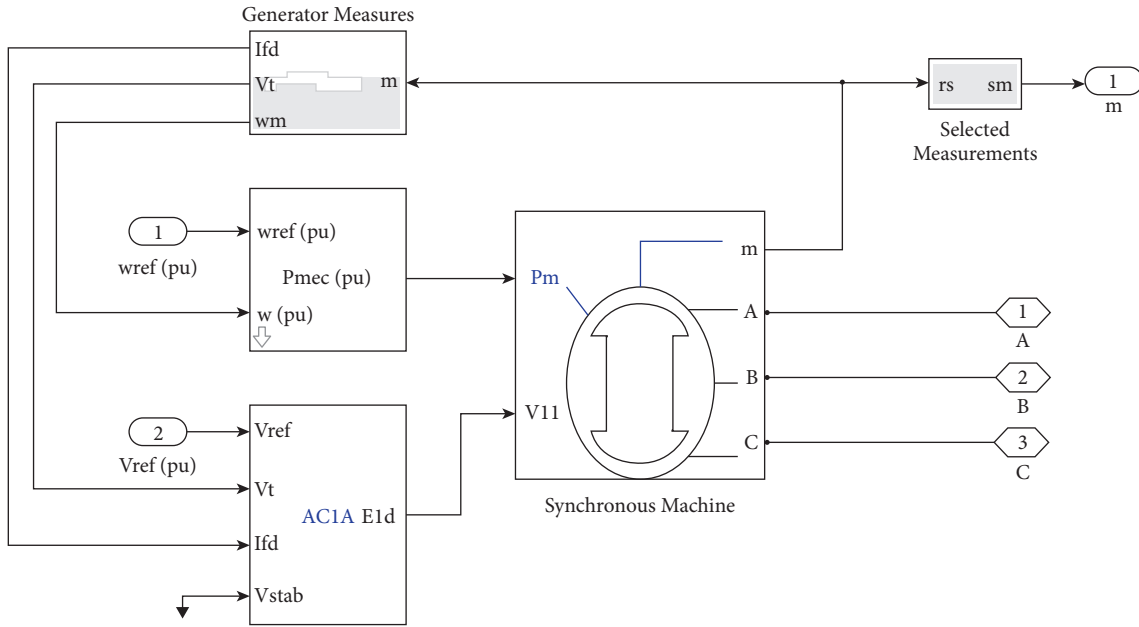 Generator Measures
Ifd
Vt
m
wm
rs
sm
1
m
Selected
Measurements
1
wref (pu)
wref (pu)
Pmec (pu)
w (pu)
m
Pm
A
1
A
B
2
B
V11
C
3
C
Synchronous Machine
2
Vref (pu)
Vref
Vt
AC1A
E1d
Ifd
Vstab